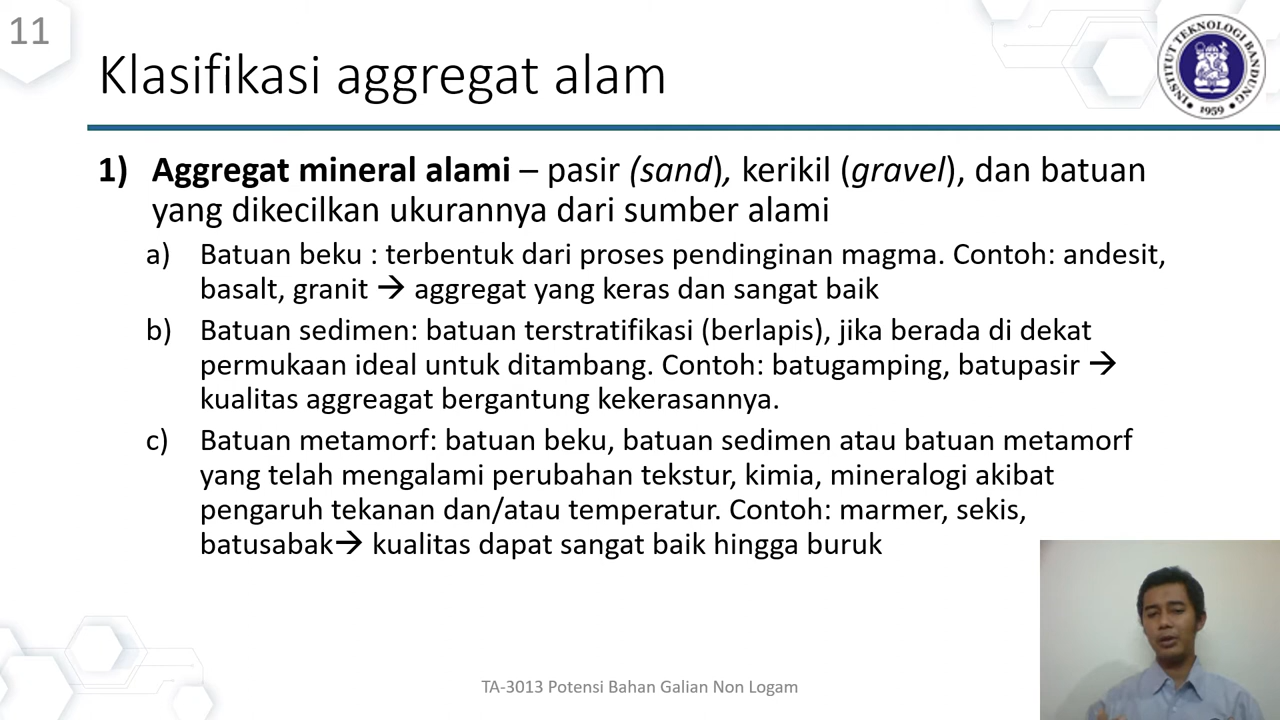 11
Klasifikasi aggregat alam
INSTITUT TEKNOLOGI BANDUNG
1959
1) Aggregat mineral alami – pasir (sand), kerikil (gravel), dan batuan
yang dikecilkan ukurannya dari sumber alami
a) Batuan beku : terbentuk dari proses pendinginan magma. Contoh: andesit,
basalt, granit → aggregat yang keras dan sangat baik
b) Batuan sedimen: batuan terstratifikasi (berlapis), jika berada di dekat
permukaan ideal untuk ditambang. Contoh: batugamping, batupasir →
kualitas aggreagat bergantung kekerasannya.
c) Batuan metamorf: batuan beku, batuan sedimen atau batuan metamorf
yang telah mengalami perubahan tekstur, kimia, mineralogi akibat
pengaruh tekanan dan/atau temperatur. Contoh: marmer, sekis,
batusabak→ kualitas dapat sangat baik hingga buruk
TA-3013 Potensi Bahan Galian Non Logam